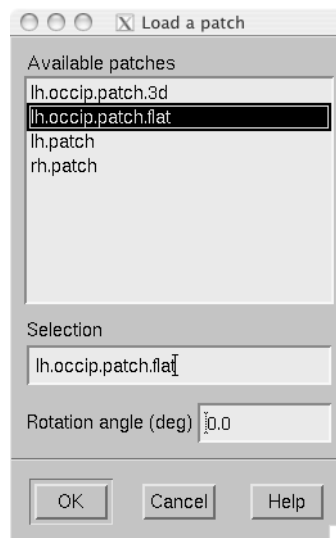 Load a patch
Available patches
lh.occip.patch.3d
lh.occip.patch.flat
lh.patch
rh.patch
Selection
lh.occip.patch.flat
Rotation angle (deg) 0.0
OK Cancel Help